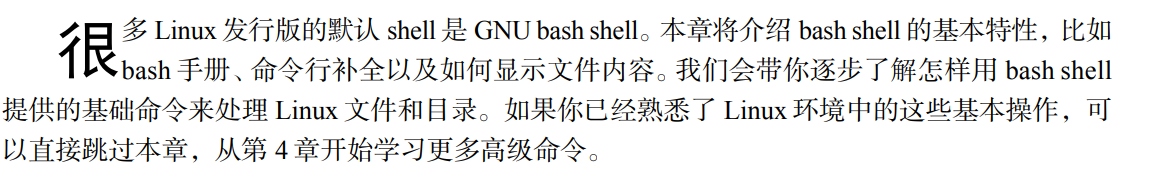 很多 Linux 发行版的默认 shell 是 GNU bash shell。本章将介绍 bash shell 的基本特性，比如
bash 手册、命令行补全以及如何显示文件内容。我们会带你逐步了解怎样用 bash shell
提供的基础命令来处理 Linux 文件和目录。如果你已经熟悉了 Linux 环境中的这些基本操作，可
以直接跳过本章，从第 4 章开始学习更多高级命令。